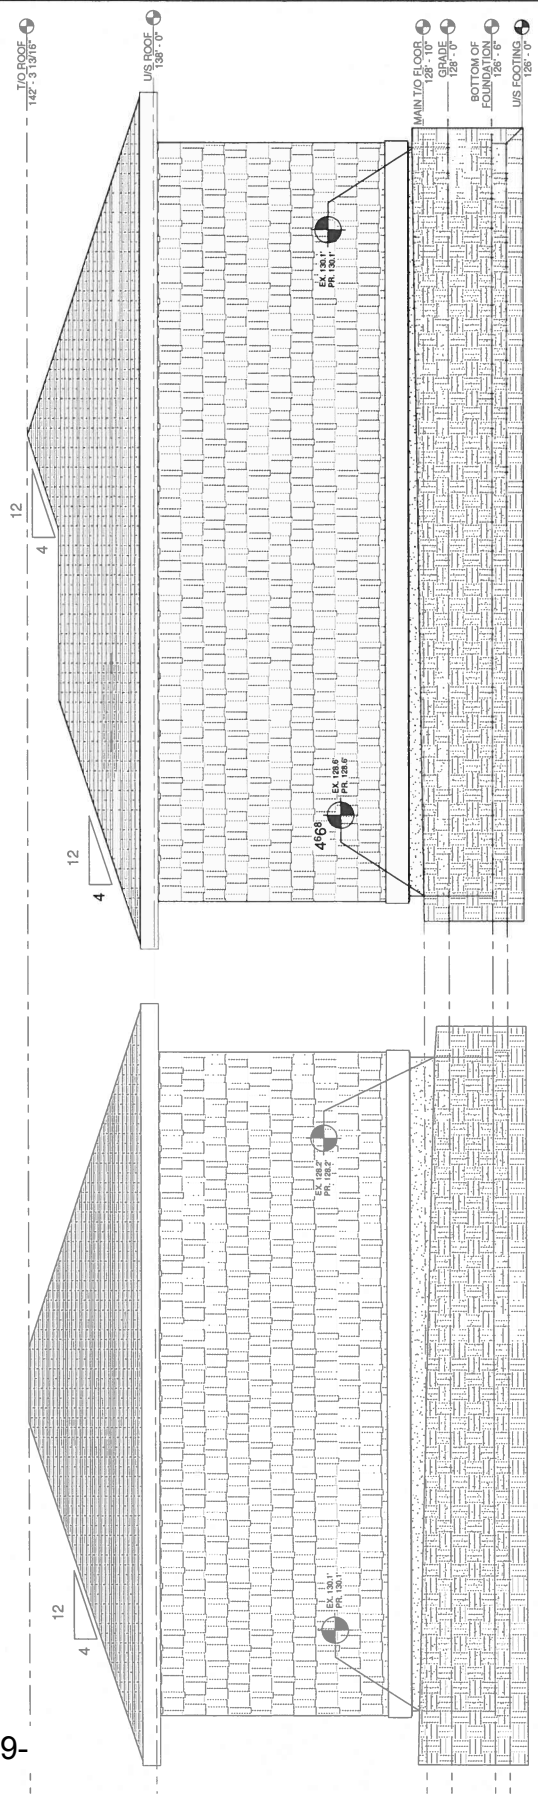 T/O ROOF
142' - 3 13/16"
U/S ROOF
138' - 0"
MAIN T/O FLOOR
128' - 10"
GRADE
128' - 0"
BOTTOM OF
FOUNDATION
126' - 6"
U/S FOOTING
126' - 0"
12
4
12
4
EX. 130.1'
PR. 130.1'
4⁶6⁸
EX. 128.6'
PR. 128.6'
12
4
EX. 128.2'
PR. 128.2'
EX. 130.1'
PR. 130.1'
9-